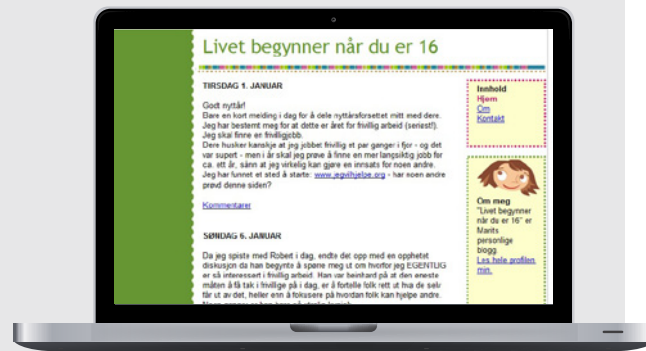 Livet begynner når du er 16
TIRSDAG 1. JANUAR
Godt nyttår!
Bare en kort melding i dag for å dele nyttårsforsettet mitt med dere.
Jeg har bestemt meg for at dette er året for frivillig arbeid (seriøst!).
Jeg skal finne en frivilligjobb.
Dere husker kanskje at jeg jobbet frivillig et par ganger i fjor - og det
var supert - men i år skal jeg prøve å finne en mer langsiktig jobb for
ca. ett år, sånn at jeg virkelig kan gjøre en innsats for noen andre.
Jeg har funnet et sted å starte: www.jegvilhjelpe.org - har noen andre
prøvd denne siden?
Kommentarer
SØNDAG 6. JANUAR
Da jeg spiste med Robert i dag, endte det opp med en opphetet
diskusjon da han begynte å spørre meg ut om hvorfor jeg EGENTLIG
er så interessert i frivillig arbeid. Han var beinhard på at den eneste
måten å få tak i frivillige på i dag, er å fortelle folk rett ut hva de selv
får ut av det, heller enn å fokusere på hvordan folk kan hjelpe andre.
Innhold
Hjem
Om
Kontakt
Om meg
"Livet begynner
når du er 16" er
Marits
personlige
blogg.
Les hele profilen
min.